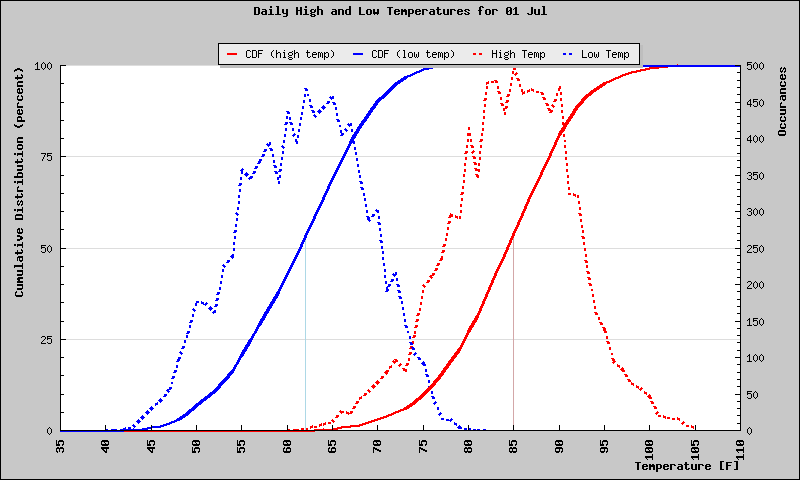 Daily High and Low Temperatures for 01 Jul
CDF (high temp) CDF (low temp) High Temp Low Temp
Cumulative Distribution (percent)
100
75
50
25
0
500
450
400
350
300
250
200
150
100
50
0
Occurances
35 40 45 50 55 60 65 70 75 80 85 90 95 100 105 110
Temperature [F]